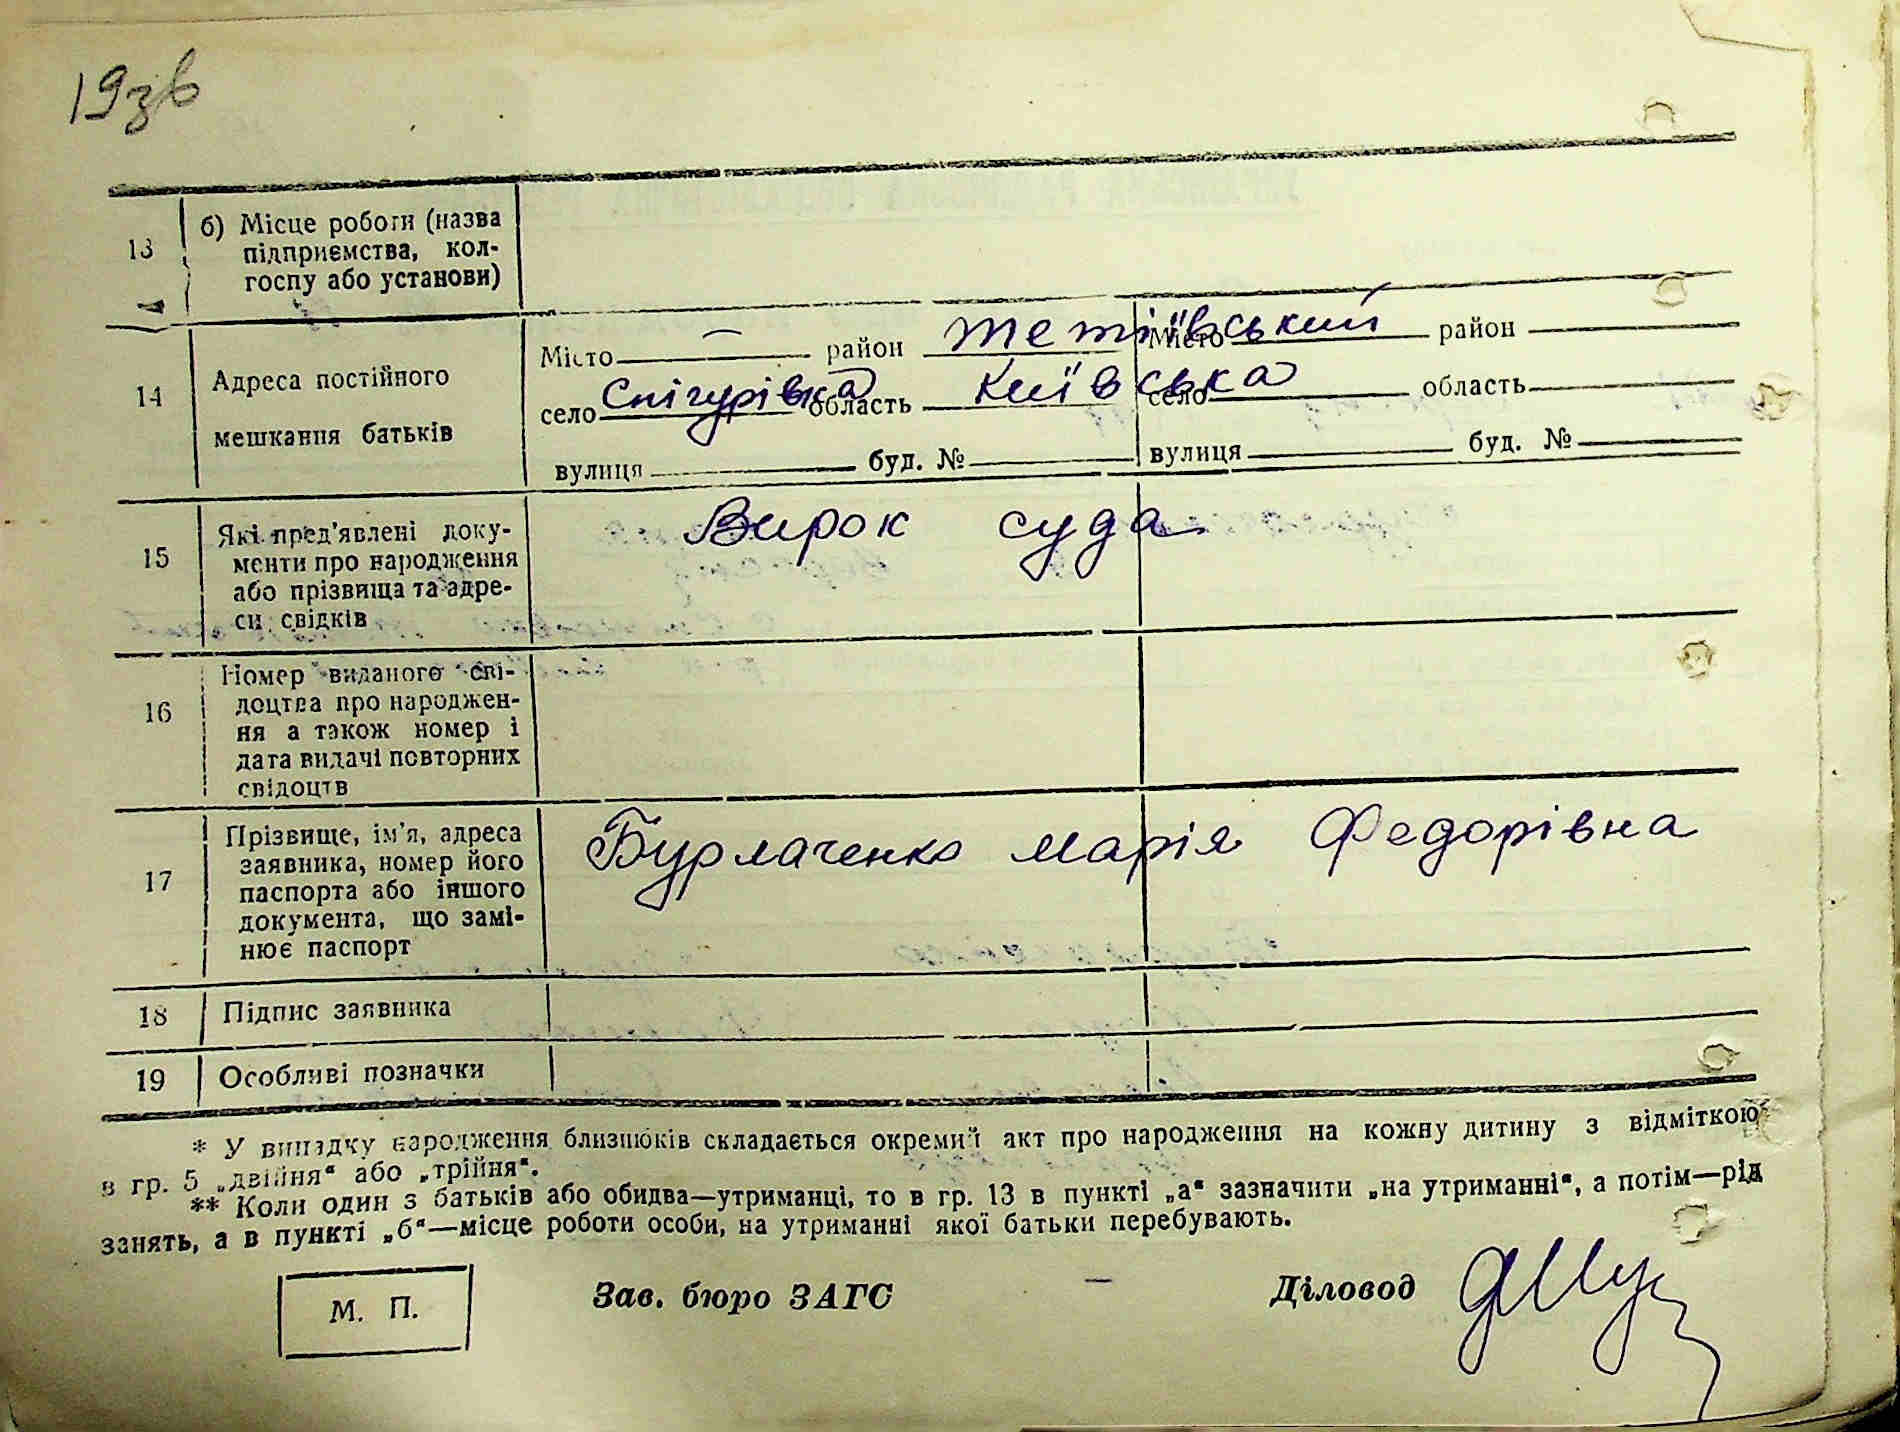 19зв
13
б) Місце роботи (назва
підприємства, кол-
госпу або установи)
14
Адреса постійного
мешкання батьків
Місто — район Тетіївський
село Снігурівка область Київська
вулиця буд. №
Місто район
село область
вулиця буд. №
15
Які пред'явлені доку-
менти про народження
або прізвища та адре-
си свідків
Вирок суда
16
Номер виданого сві-
доцтва про народжен-
ня а також номер і
дата видачі повторних
свідоцтв
17
Прізвище, ім'я, адреса
заявника, номер його
паспорта або іншого
документа, що замі-
нює паспорт
Бурлаченко Марія Федорівна
18
Підпис заявника
19
Особливі позначки
* У випадку народження близнюків складається окремий акт про народження на кожну дитину з відміткою
в гр. 5 „двійня“ або „трійня“.
** Коли один з батьків або обидва—утриманці, то в гр. 13 в пункті „а“ зазначити „на утриманні“, а потім—рід
занять, а в пункті „б“—місце роботи особи, на утриманні якої батьки перебувають.
М. П.
Зав. бюро ЗАГС —
Діловод